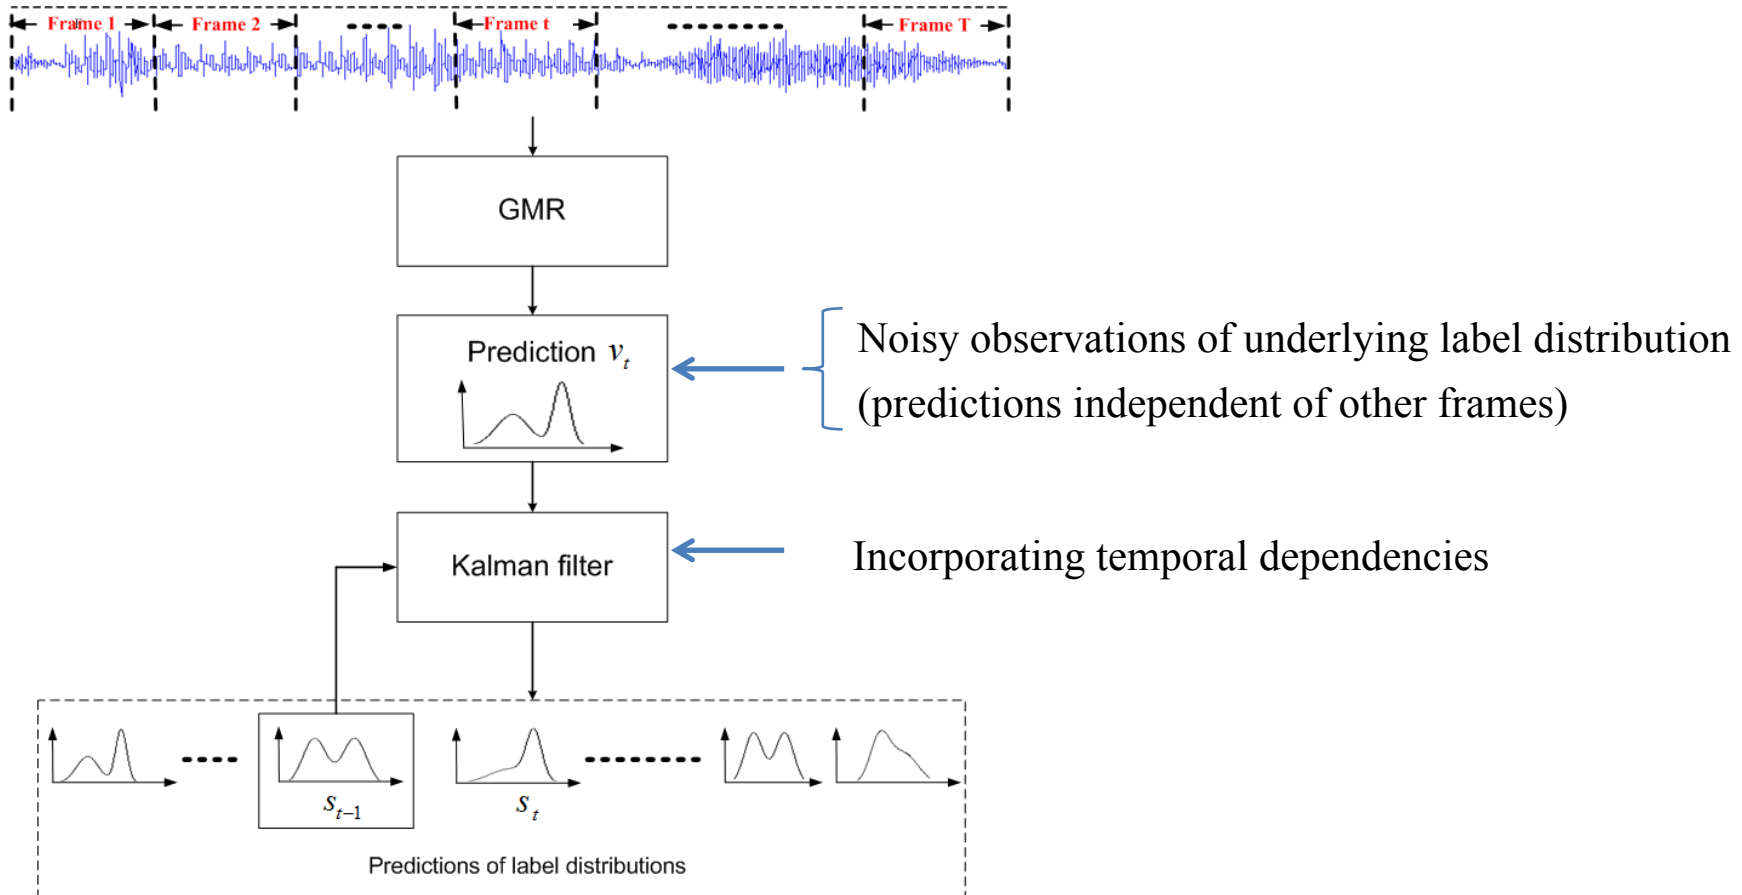 Frame 1
Frame 2
Frame t
Frame T
GMR
Prediction v_t
Noisy observations of underlying label distribution
(predictions independent of other frames)
Kalman filter
Incorporating temporal dependencies
s_{t-1}
s_t
Predictions of label distributions